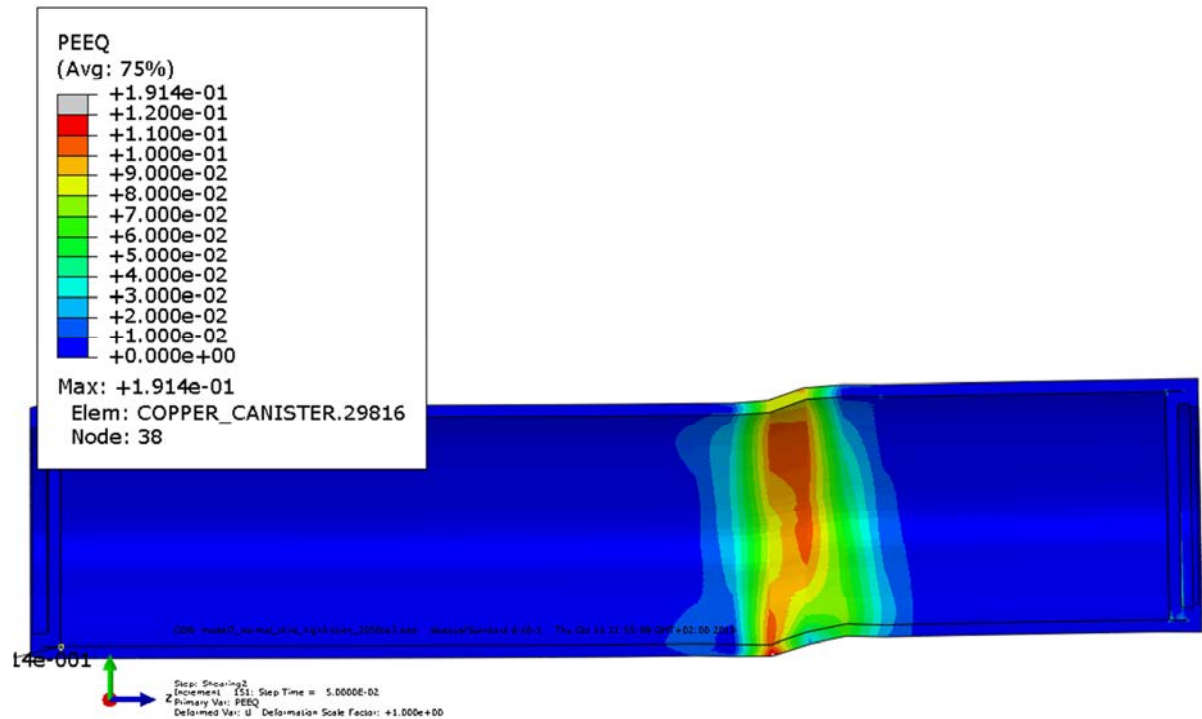 PEEQ
(Avg: 75%)
+1.914e-01
+1.200e-01
+1.100e-01
+1.000e-01
+9.000e-02
+8.000e-02
+7.000e-02
+6.000e-02
+5.000e-02
+4.000e-02
+3.000e-02
+2.000e-02
+1.000e-02
+0.000e+00
Max: +1.914e-01
Elem: COPPER_CANISTER.29816
Node: 38
14e-001
Z
Step: Shearing2
Increment 151: Step Time = 5.0000E-02
Primary Var: PEEQ
Deformed Var: U Deformation Scale Factor: +1.000e+00